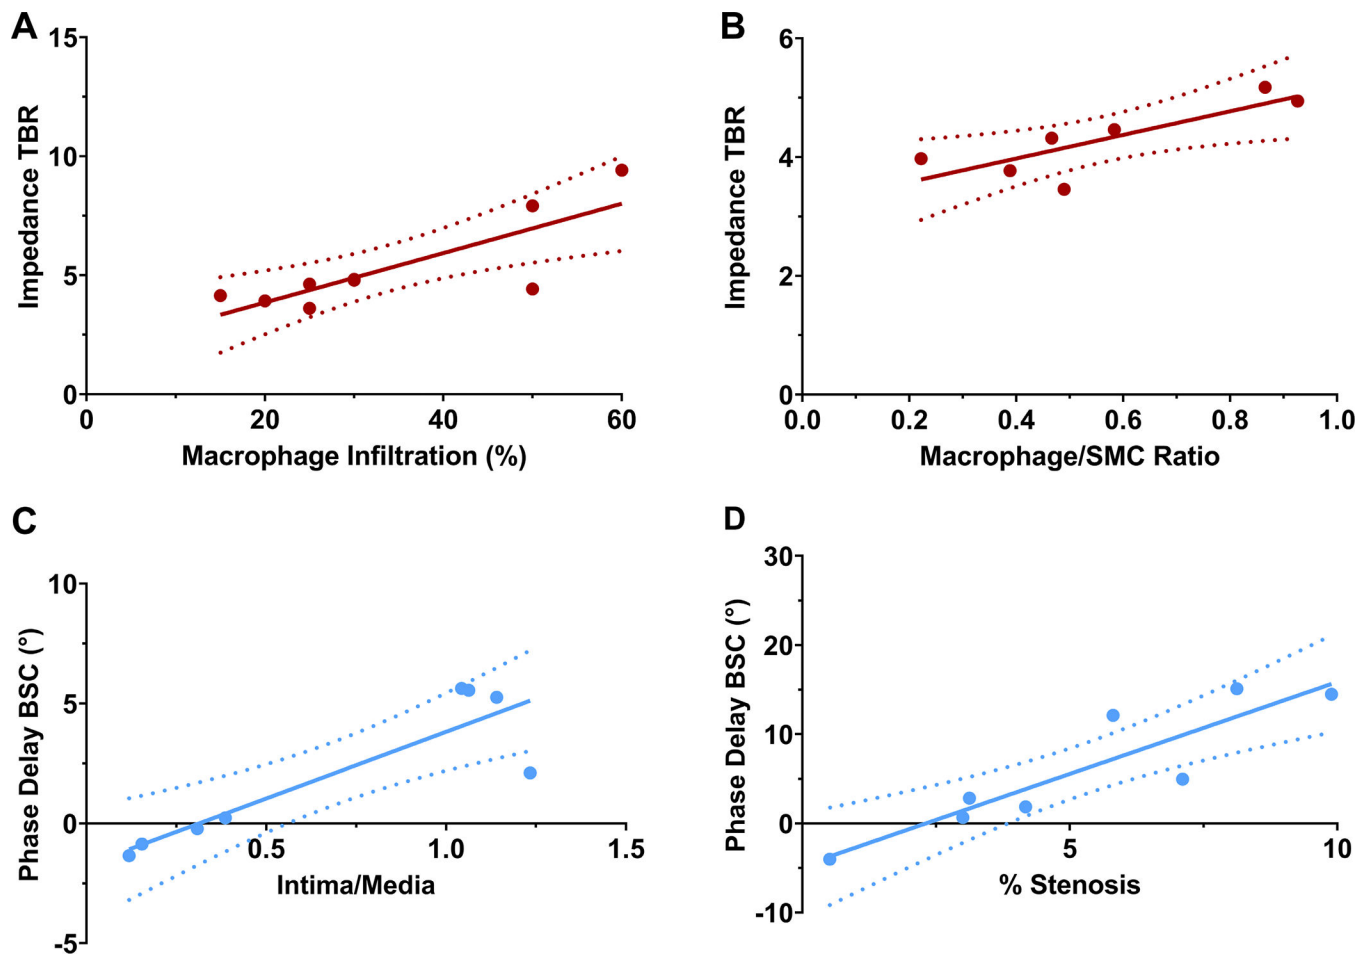 A
Impedance TBR
15
10
5
0
0
20
40
60
Macrophage Infiltration (%)
B
Impedance TBR
6
4
2
0
0.0
0.2
0.4
0.6
0.8
1.0
Macrophage/SMC Ratio
C
Phase Delay BSC (°)
10
5
0
-5
0.5
1.0
1.5
Intima/Media
D
Phase Delay BSC (°)
30
20
10
0
-10
5
10
% Stenosis